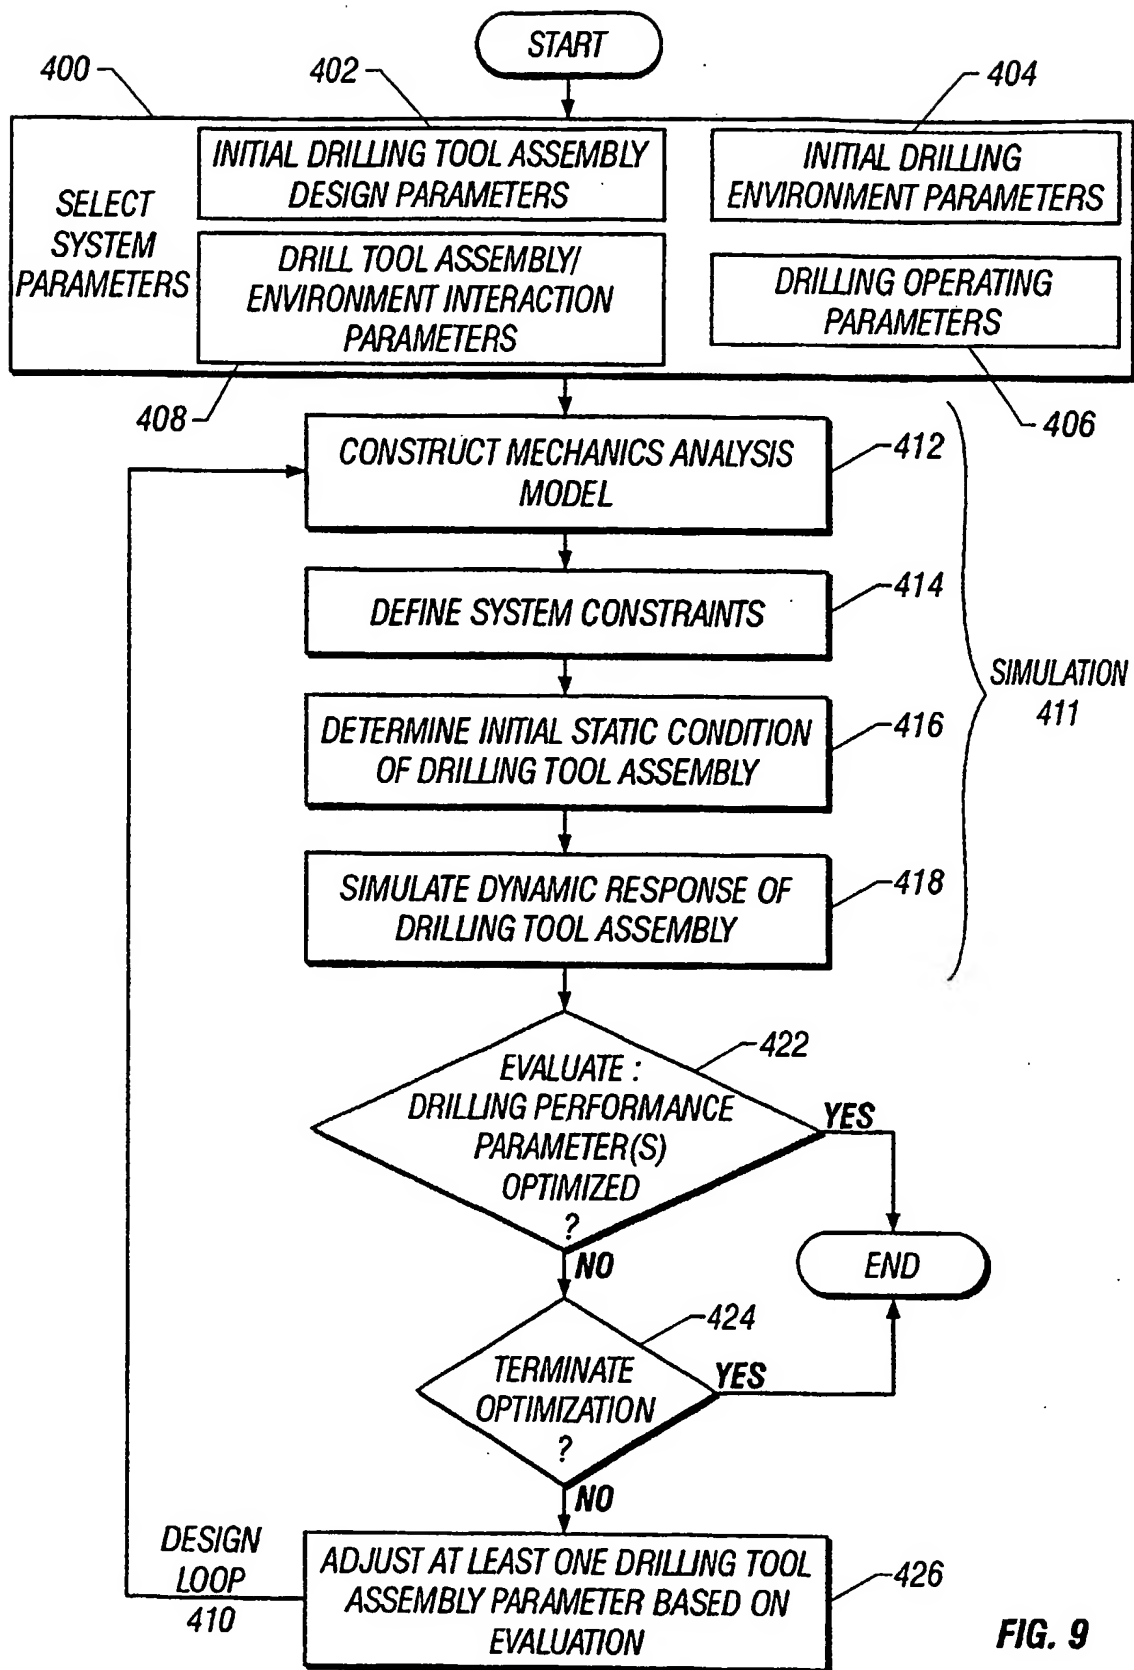 START
400
402
404
SELECT
SYSTEM
PARAMETERS
INITIAL DRILLING TOOL ASSEMBLY
DESIGN PARAMETERS
INITIAL DRILLING
ENVIRONMENT PARAMETERS
DRILL TOOL ASSEMBLY/
ENVIRONMENT INTERACTION
PARAMETERS
DRILLING OPERATING
PARAMETERS
408
406
CONSTRUCT MECHANICS ANALYSIS
MODEL
412
DEFINE SYSTEM CONSTRAINTS
414
DETERMINE INITIAL STATIC CONDITION
OF DRILLING TOOL ASSEMBLY
416
SIMULATION
411
SIMULATE DYNAMIC RESPONSE OF
DRILLING TOOL ASSEMBLY
418
EVALUATE :
DRILLING PERFORMANCE
PARAMETER(S)
OPTIMIZED
?
422
YES
NO
END
TERMINATE
OPTIMIZATION
?
424
YES
NO
DESIGN
LOOP
410
ADJUST AT LEAST ONE DRILLING TOOL
ASSEMBLY PARAMETER BASED ON
EVALUATION
426
FIG. 9